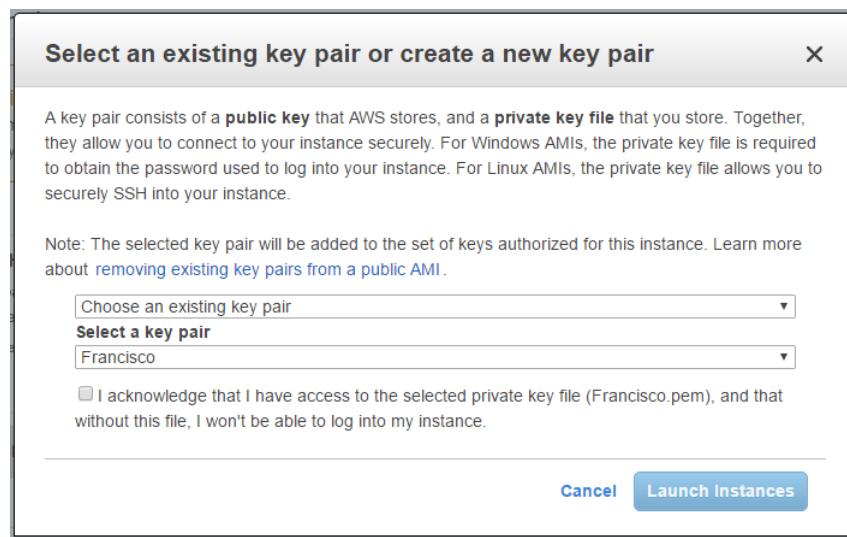 Select an existing key pair or create a new key pair
A key pair consists of a public key that AWS stores, and a private key file that you store. Together,
they allow you to connect to your instance securely. For Windows AMIs, the private key file is required
to obtain the password used to log into your instance. For Linux AMIs, the private key file allows you to
securely SSH into your instance.
Note: The selected key pair will be added to the set of keys authorized for this instance. Learn more
about removing existing key pairs from a public AMI .
Choose an existing key pair
Select a key pair
Francisco
I acknowledge that I have access to the selected private key file (Francisco.pem), and that
without this file, I won't be able to log into my instance.
Cancel Launch Instances